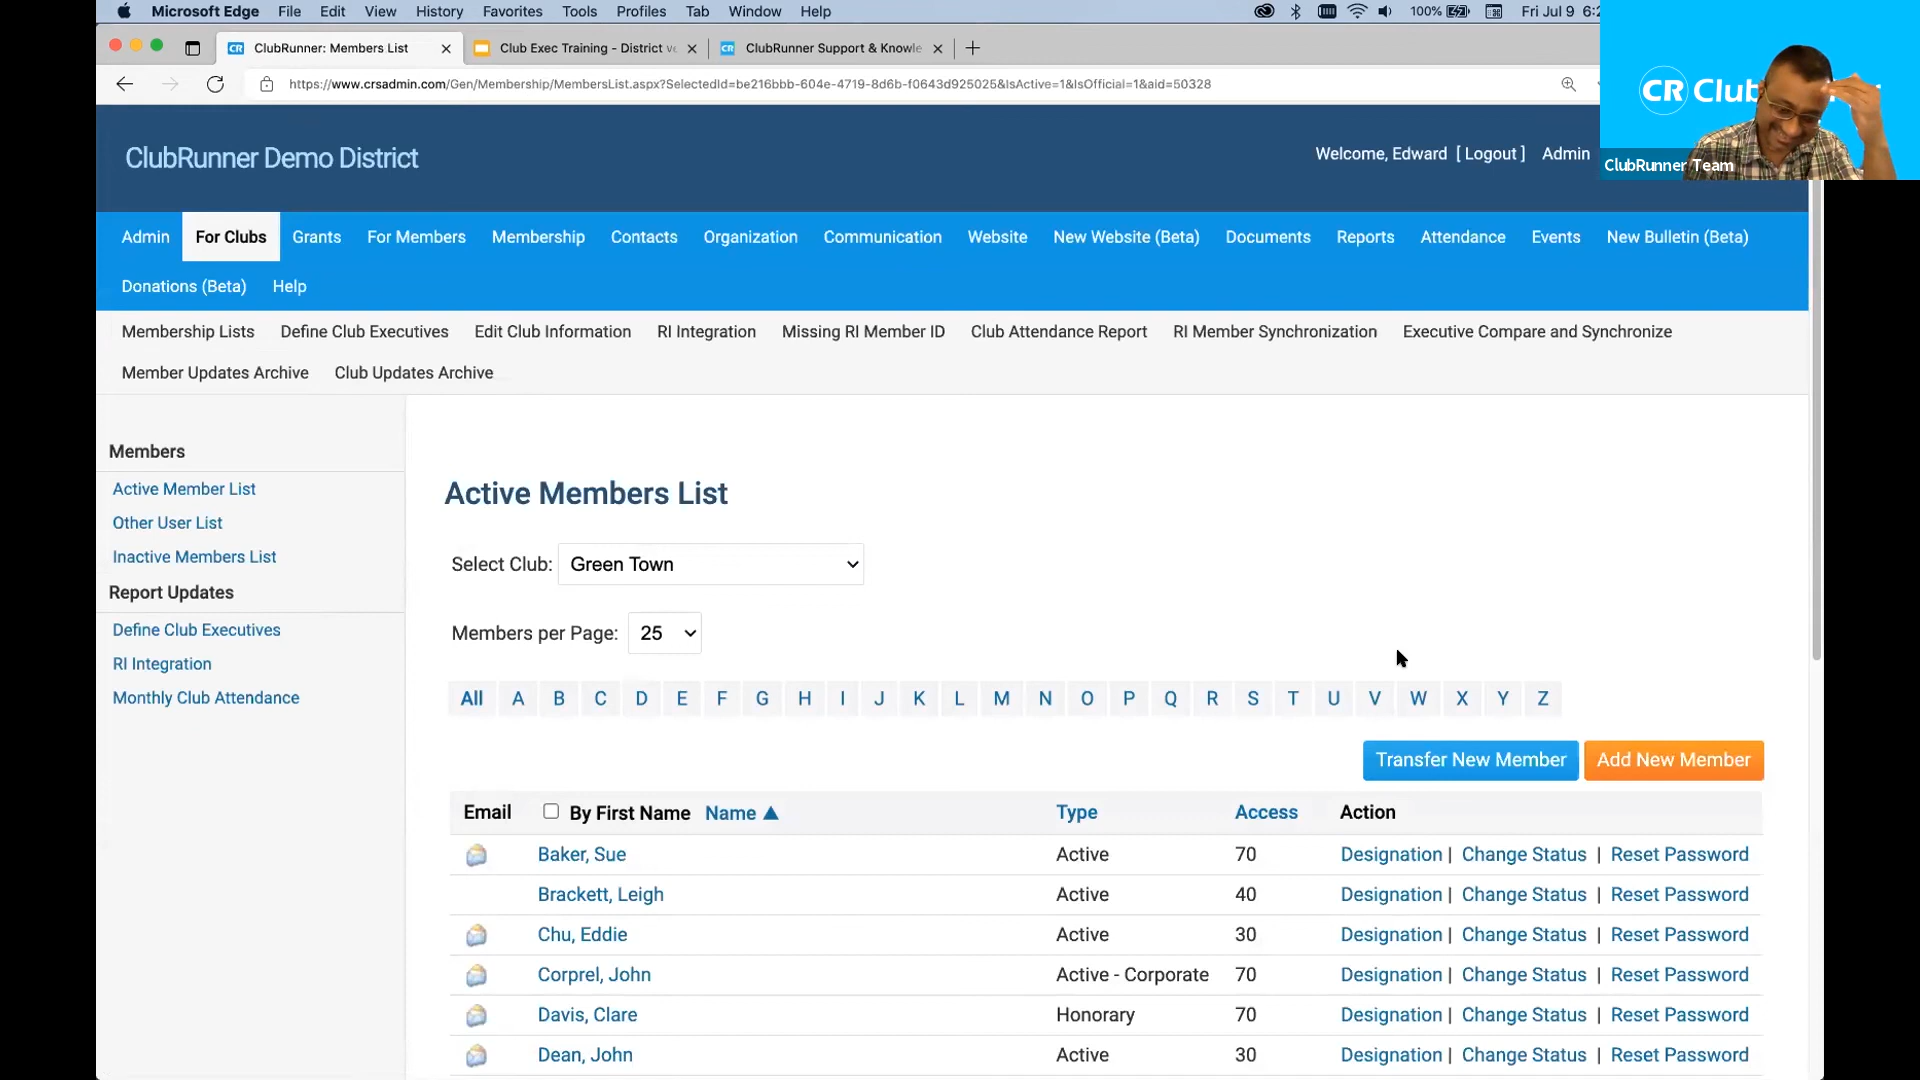 Microsoft Edge File Edit View History Favorites Tools Profiles Tab Window Help 100% Fri Jul 9 6:2
ClubRunner: Members List Club Exec Training - District ClubRunner Support & Knowle
https://www.crsadmin.com/Gen/Membership/MembersList.aspx?SelectedId=be216bbb-604e-4719-8d6b-f0643d925025&IsActive=1&IsOfficial=1&aid=50328
CR Club
ClubRunner Team
ClubRunner Demo District Welcome, Edward [ Logout ] Admin
Admin For Clubs Grants For Members Membership Contacts Organization Communication Website New Website (Beta) Documents Reports Attendance Events New Bulletin (Beta)
Donations (Beta) Help
Membership Lists Define Club Executives Edit Club Information RI Integration Missing RI Member ID Club Attendance Report RI Member Synchronization Executive Compare and Synchronize
Member Updates Archive Club Updates Archive
Members
Active Member List
Other User List
Inactive Members List
Report Updates
Define Club Executives
RI Integration
Monthly Club Attendance
Active Members List
Select Club: Green Town
Members per Page: 25
All A B C D E F G H I J K L M N O P Q R S T U V W X Y Z
Transfer New Member Add New Member
Email By First Name Name ▲ Type Access Action
Baker, Sue Active 70 Designation | Change Status | Reset Password
Brackett, Leigh Active 40 Designation | Change Status | Reset Password
Chu, Eddie Active 30 Designation | Change Status | Reset Password
Corprel, John Active - Corporate 70 Designation | Change Status | Reset Password
Davis, Clare Honorary 70 Designation | Change Status | Reset Password
Dean, John Active 30 Designation | Change Status | Reset Password